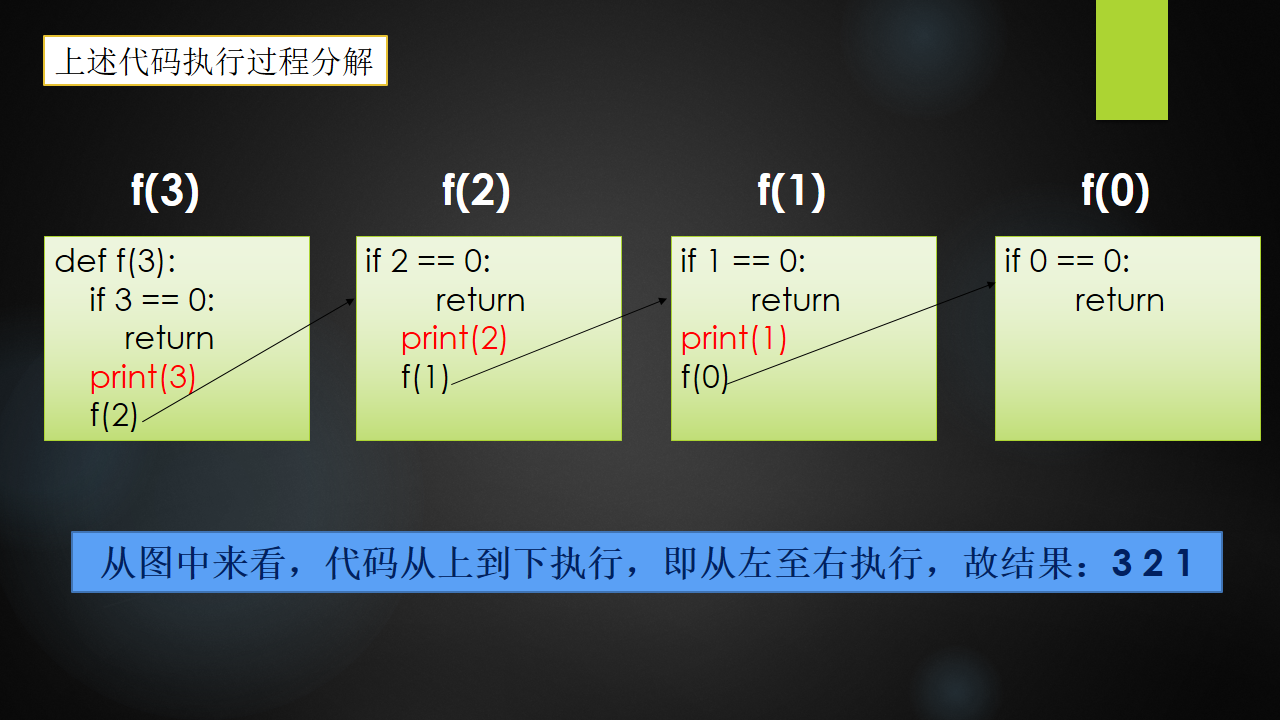 上述代码执行过程分解
f(3)
def f(3):
if 3 == 0:
return
print(3)
f(2)
f(2)
if 2 == 0:
return
print(2)
f(1)
f(1)
if 1 == 0:
return
print(1)
f(0)
f(0)
if 0 == 0:
return
从图中来看，代码从上到下执行，即从左至右执行，故结果：3 2 1